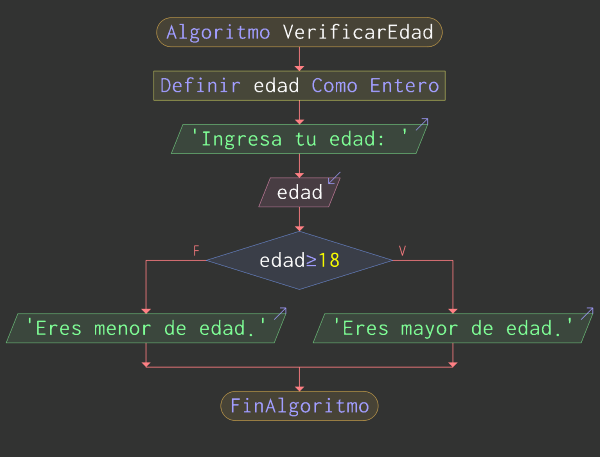 Algoritmo VerificarEdad
Definir edad Como Entero
'Ingresa tu edad: '
edad
edad≥18
F
V
'Eres menor de edad.'
'Eres mayor de edad.'
FinAlgoritmo